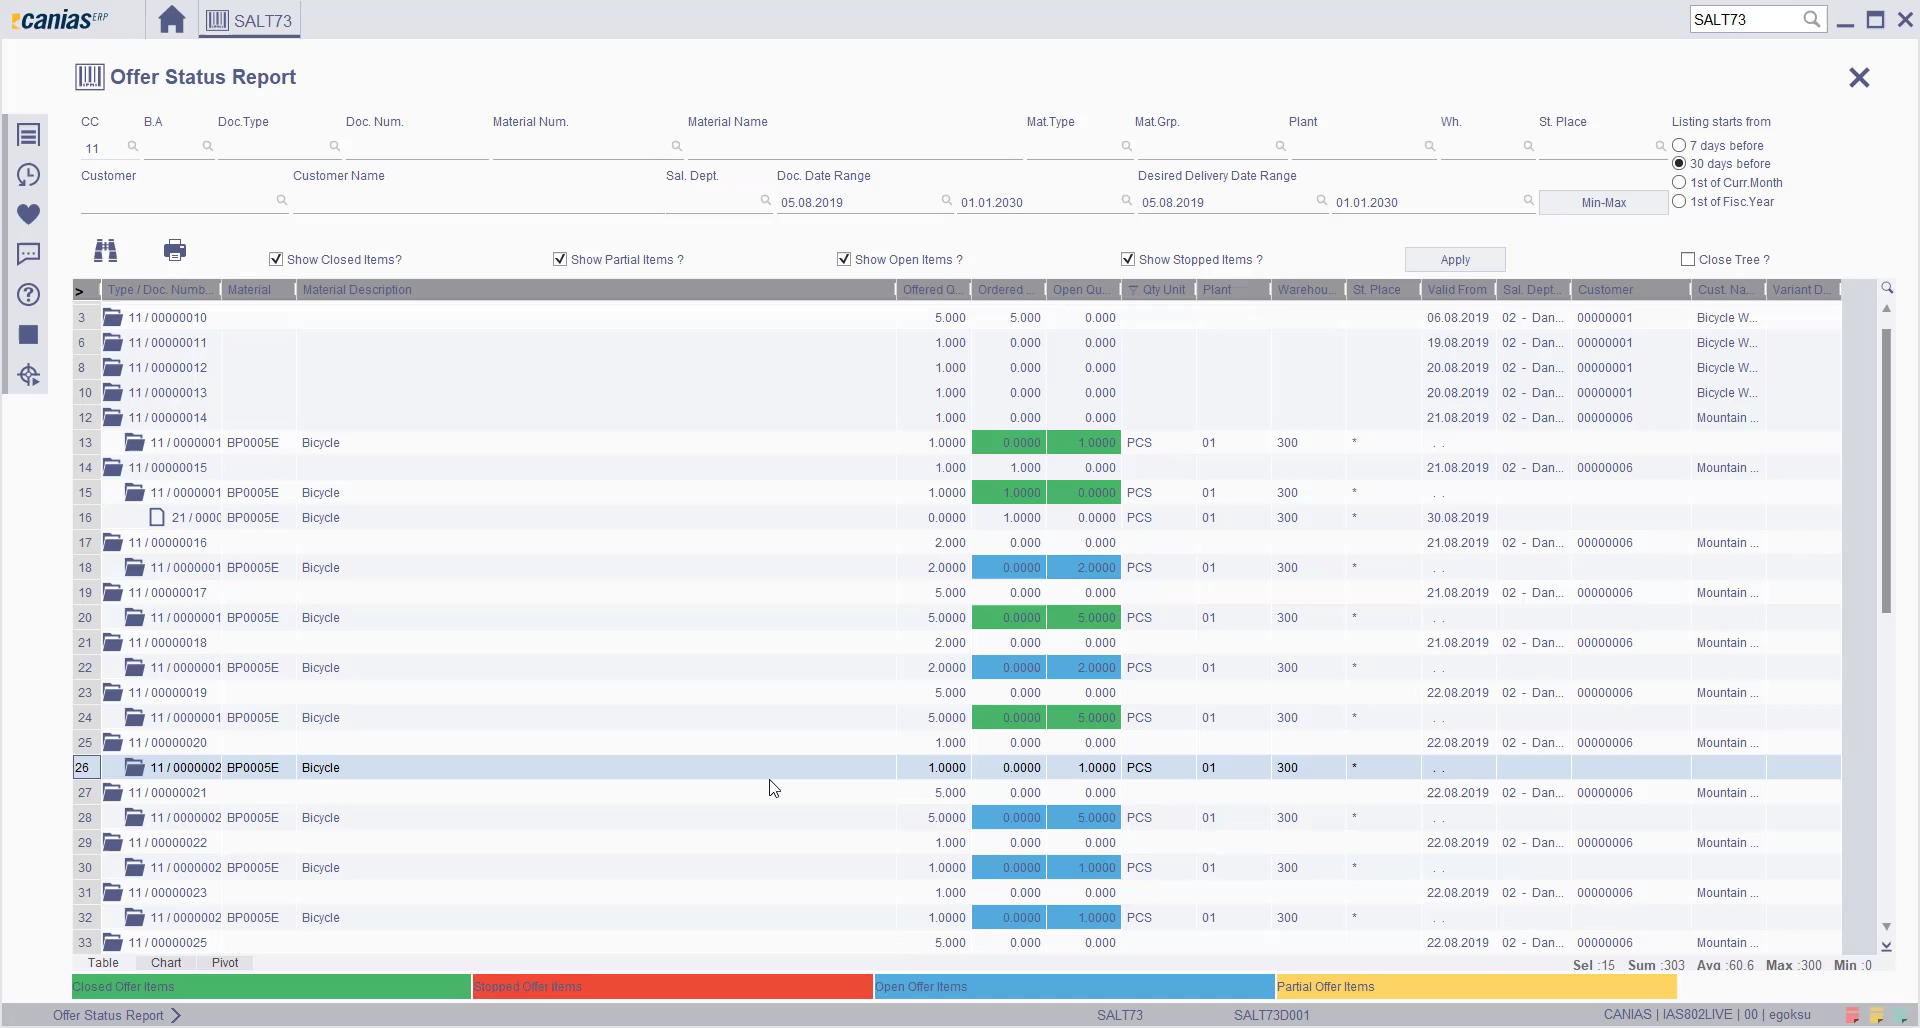 canias ERP SALT73 SALT73
Offer Status Report
CC B.A Doc.Type Doc. Num. Material Num. Material Name Mat.Type Mat.Grp. Plant Wh. St. Place Listing starts from
11 7 days before
30 days before
Customer Customer Name Sal. Dept. Doc. Date Range Desired Delivery Date Range 1st of Curr.Month
05.08.2019 01.01.2030 05.08.2019 01.01.2030 Min-Max 1st of Fisc.Year
Show Closed Items? Show Partial Items ? Show Open Items ? Show Stopped Items ? Apply Close Tree ?
> Type / Doc. Numb... Material Material Description Offered Q... Ordered ... Open Qu... Qty Unit Plant Warehou... St. Place Valid From Sal. Dept... Customer Cust. Na... Variant D...
3 11 / 00000010 5.000 5.000 0.000 06.08.2019 02 - Dan... 00000001 Bicycle W...
6 11 / 00000011 1.000 0.000 0.000 19.08.2019 02 - Dan... 00000001 Bicycle W...
8 11 / 00000012 1.000 0.000 0.000 20.08.2019 02 - Dan... 00000001 Bicycle W...
10 11 / 00000013 1.000 0.000 0.000 20.08.2019 02 - Dan... 00000001 Bicycle W...
12 11 / 00000014 1.000 0.000 0.000 21.08.2019 02 - Dan... 00000006 Mountain ...
13 11 / 0000001 BP0005E Bicycle 1.0000 0.0000 1.0000 PCS 01 300 * . .
14 11 / 00000015 1.000 1.000 0.000 21.08.2019 02 - Dan... 00000006 Mountain ...
15 11 / 0000001 BP0005E Bicycle 1.0000 1.0000 0.0000 PCS 01 300 * . .
16 21 / 0000 BP0005E Bicycle 0.0000 1.0000 0.0000 PCS 01 300 * 30.08.2019
17 11 / 00000016 2.000 0.000 0.000 21.08.2019 02 - Dan... 00000006 Mountain ...
18 11 / 0000001 BP0005E Bicycle 2.0000 0.0000 2.0000 PCS 01 300 * . .
19 11 / 00000017 5.000 0.000 0.000 21.08.2019 02 - Dan... 00000006 Mountain ...
20 11 / 0000001 BP0005E Bicycle 5.0000 0.0000 5.0000 PCS 01 300 * . .
21 11 / 00000018 2.000 0.000 0.000 21.08.2019 02 - Dan... 00000006 Mountain ...
22 11 / 0000001 BP0005E Bicycle 2.0000 0.0000 2.0000 PCS 01 300 * . .
23 11 / 00000019 5.000 0.000 0.000 22.08.2019 02 - Dan... 00000006 Mountain ...
24 11 / 0000001 BP0005E Bicycle 5.0000 0.0000 5.0000 PCS 01 300 * . .
25 11 / 00000020 1.000 0.000 0.000 22.08.2019 02 - Dan... 00000006 Mountain ...
26 11 / 0000002 BP0005E Bicycle 1.0000 0.0000 1.0000 PCS 01 300 * . .
27 11 / 00000021 5.000 0.000 0.000 22.08.2019 02 - Dan... 00000006 Mountain ...
28 11 / 0000002 BP0005E Bicycle 5.0000 0.0000 5.0000 PCS 01 300 * . .
29 11 / 00000022 1.000 0.000 0.000 22.08.2019 02 - Dan... 00000006 Mountain ...
30 11 / 0000002 BP0005E Bicycle 1.0000 0.0000 1.0000 PCS 01 300 * . .
31 11 / 00000023 1.000 0.000 0.000 22.08.2019 02 - Dan... 00000006 Mountain ...
32 11 / 0000002 BP0005E Bicycle 1.0000 0.0000 1.0000 PCS 01 300 * . .
33 11 / 00000025 5.000 0.000 0.000 22.08.2019 02 - Dan... 00000006 Mountain ...
Table Chart Pivot Sel :15 Sum :303 Avg :60.6 Max :300 Min :0
Closed Offer Items Stopped Offer Items Open Offer Items Partial Offer Items
Offer Status Report SALT73 SALT73D001 CANIAS | IAS802LIVE | 00 | egoksu